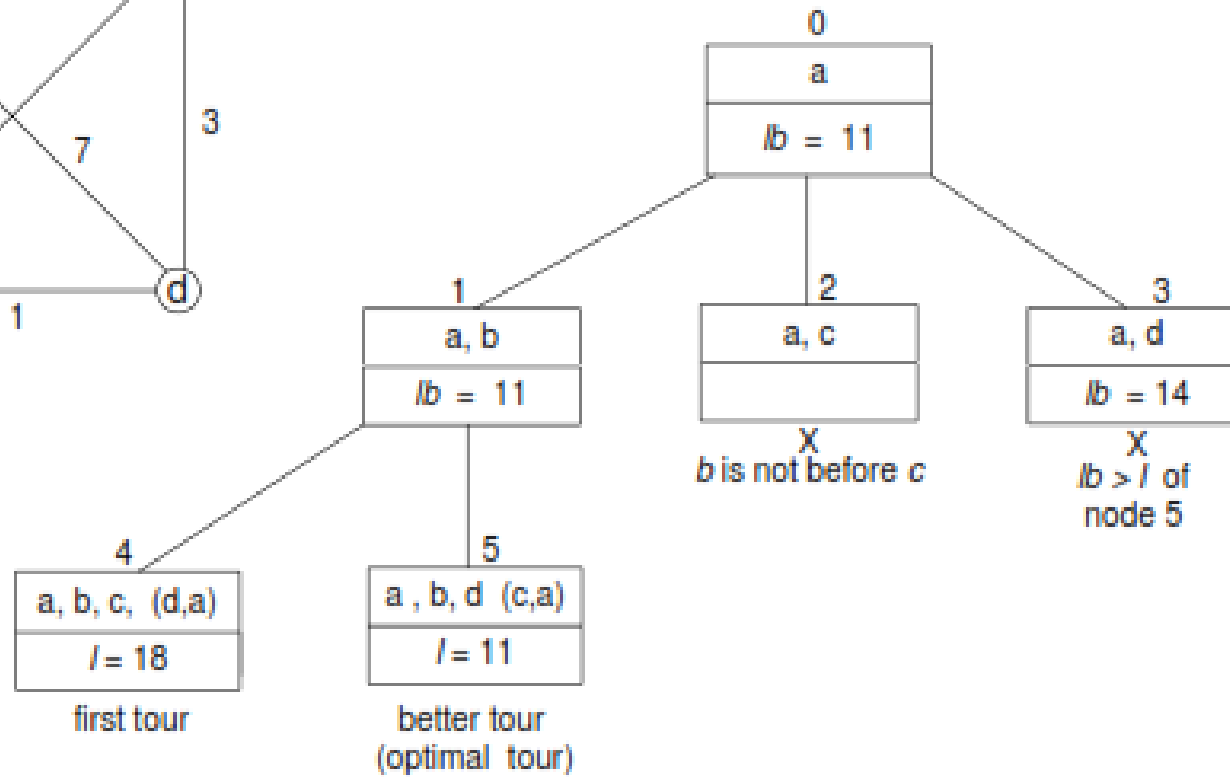 0
a
lb = 11
3
7
d
1
1
a, b
lb = 11
2
a, c
X
b is not before c
3
a, d
lb = 14
X
lb > l of
node 5
4
a, b, c, (d,a)
l = 18
first tour
5
a , b, d (c,a)
l = 11
better tour
(optimal tour)